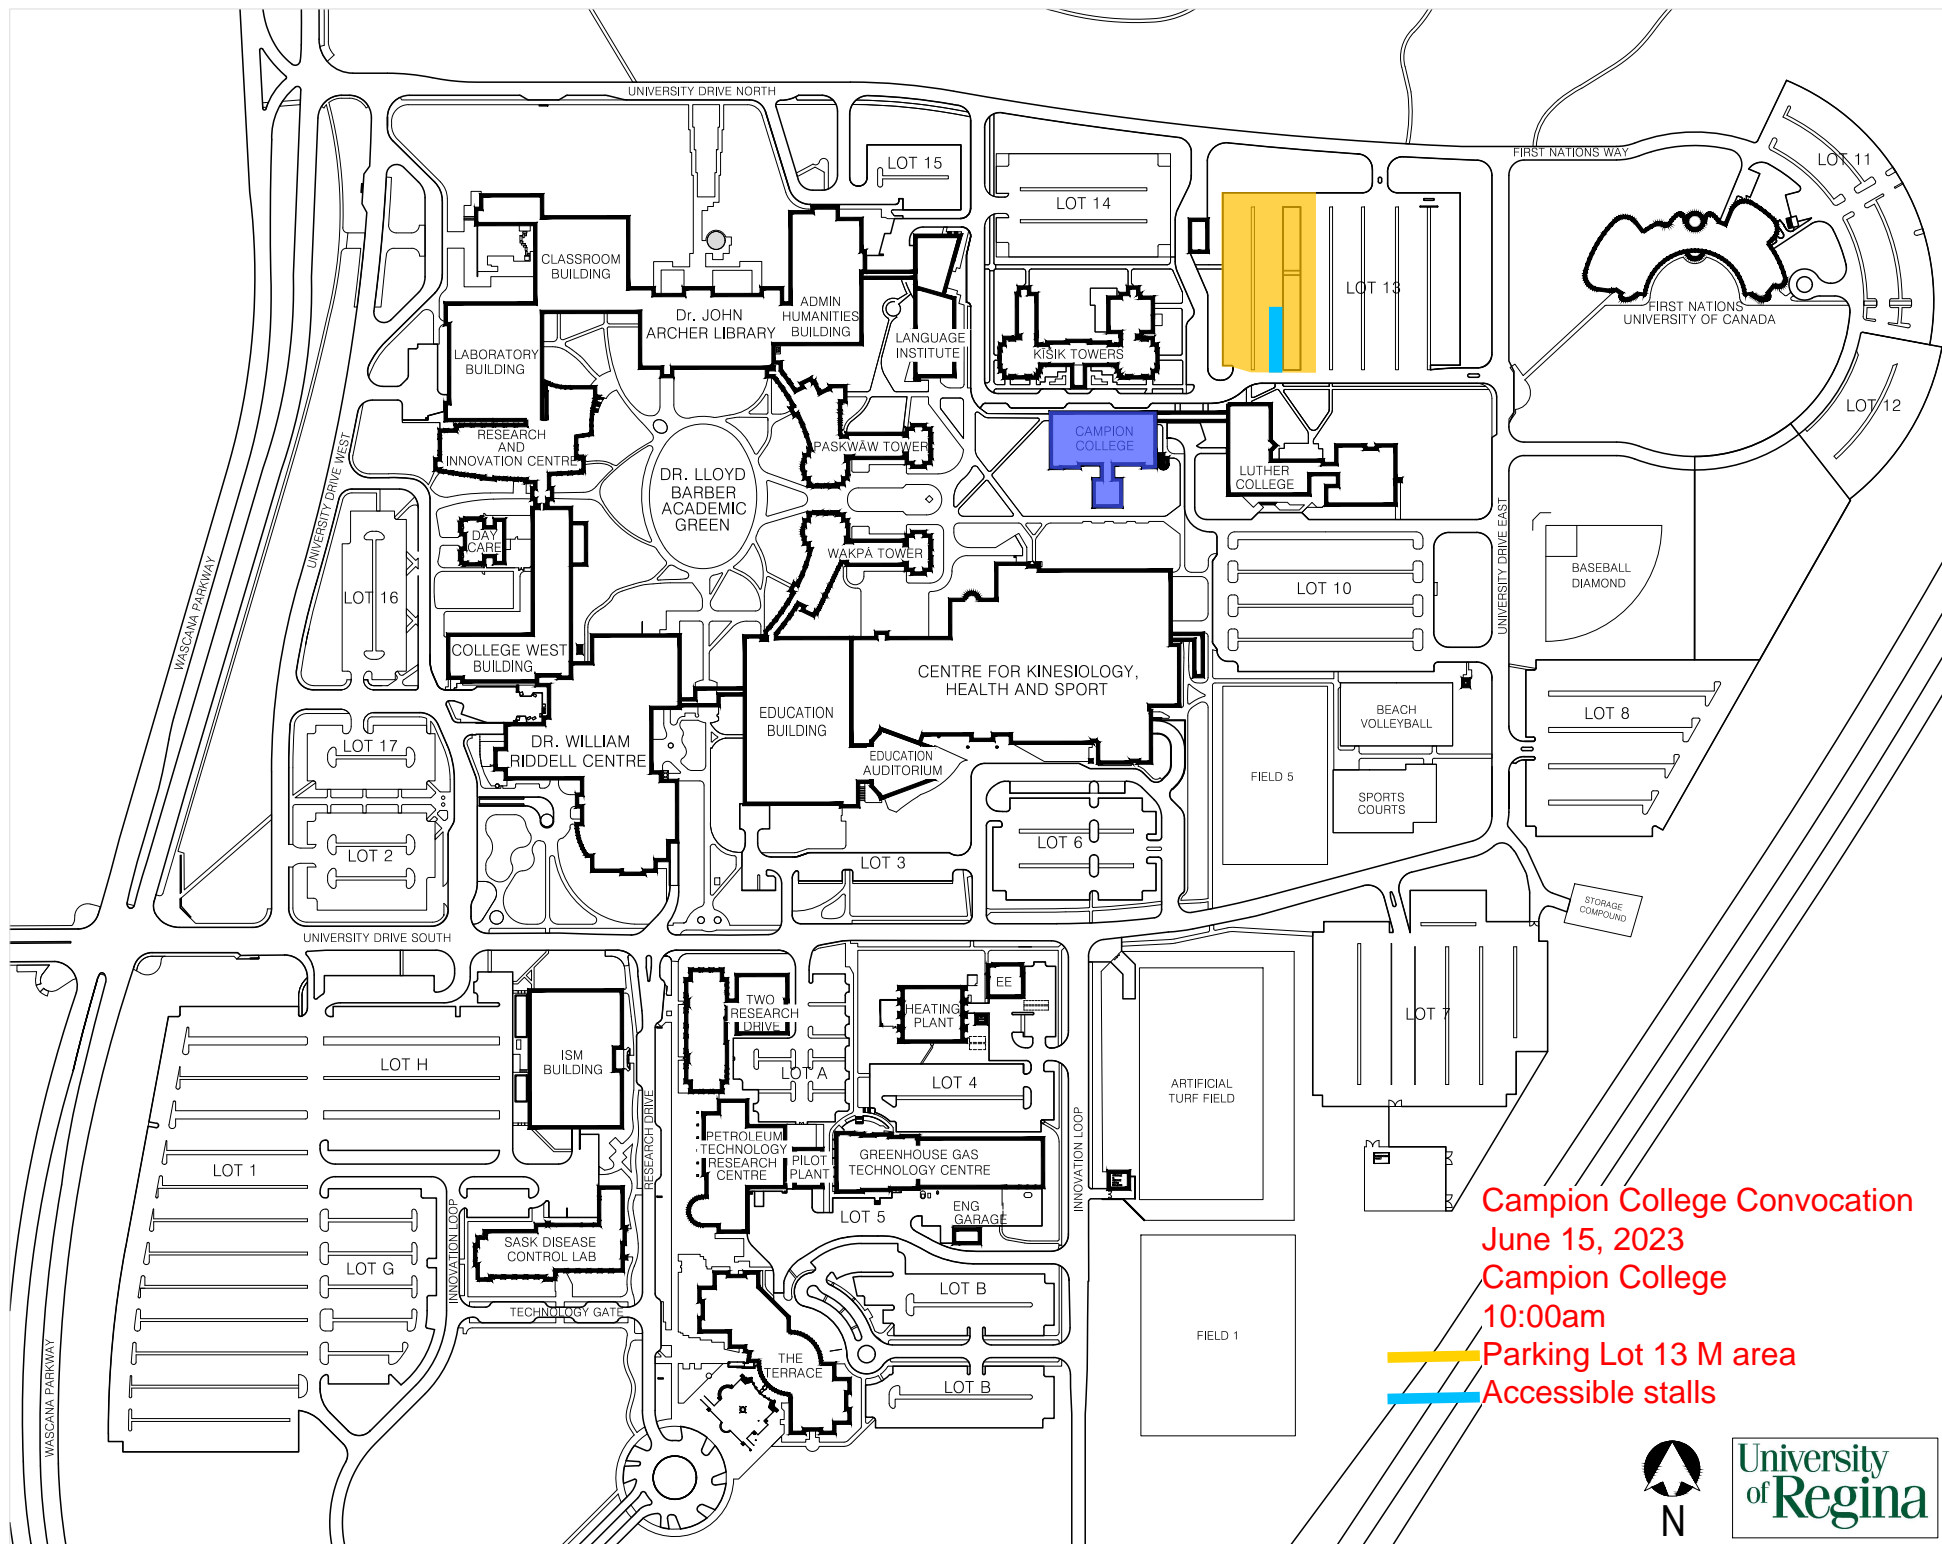 UNIVERSITY DRIVE NORTH
FIRST NATIONS WAY
LOT 11
LOT 15
LOT 14
CLASSROOM
BUILDING
LOT 13
FIRST NATIONS
UNIVERSITY OF CANADA
ADMIN
HUMANITIES
BUILDING
Dr. JOHN
ARCHER LIBRARY
LANGUAGE
INSTITUTE
KISIK TOWERS
LABORATORY
BUILDING
LOT 12
RESEARCH
AND
INNOVATION CENTRE
PASKWĀW TOWER
CAMPION
COLLEGE
LUTHER
COLLEGE
DR. LLOYD
BARBER
ACADEMIC
GREEN
UNIVERSITY DRIVE WEST
DAY
CARE
WAKPÁ TOWER
UNIVERSITY DRIVE EAST
BASEBALL
DIAMOND
LOT 16
LOT 10
WASCANA PARKWAY
COLLEGE WEST
BUILDING
CENTRE FOR KINESIOLOGY,
HEALTH AND SPORT
EDUCATION
BUILDING
BEACH
VOLLEYBALL
LOT 8
LOT 17
DR. WILLIAM
RIDDELL CENTRE
EDUCATION
AUDITORIUM
FIELD 5
SPORTS
COURTS
LOT 2
LOT 3
LOT 6
STORAGE
COMPOUND
UNIVERSITY DRIVE SOUTH
TWO
RESEARCH
DRIVE
HEATING
PLANT
EE
LOT 7
LOT H
ISM
BUILDING
LOT A
LOT 4
ARTIFICIAL
TURF FIELD
RESEARCH DRIVE
INNOVATION LOOP
PETROLEUM
TECHNOLOGY
RESEARCH
CENTRE
PILOT
PLANT
GREENHOUSE GAS
TECHNOLOGY CENTRE
LOT 1
LOT 5
ENG
GARAGE
INNOVATION LOOP
SASK DISEASE
CONTROL LAB
LOT G
TECHNOLOGY GATE
LOT B
FIELD 1
THE
TERRACE
LOT B
WASCANA PARKWAY
Campion College Convocation
June 15, 2023
Campion College
10:00am
Parking Lot 13 M area
Accessible stalls
N
University
of Regina